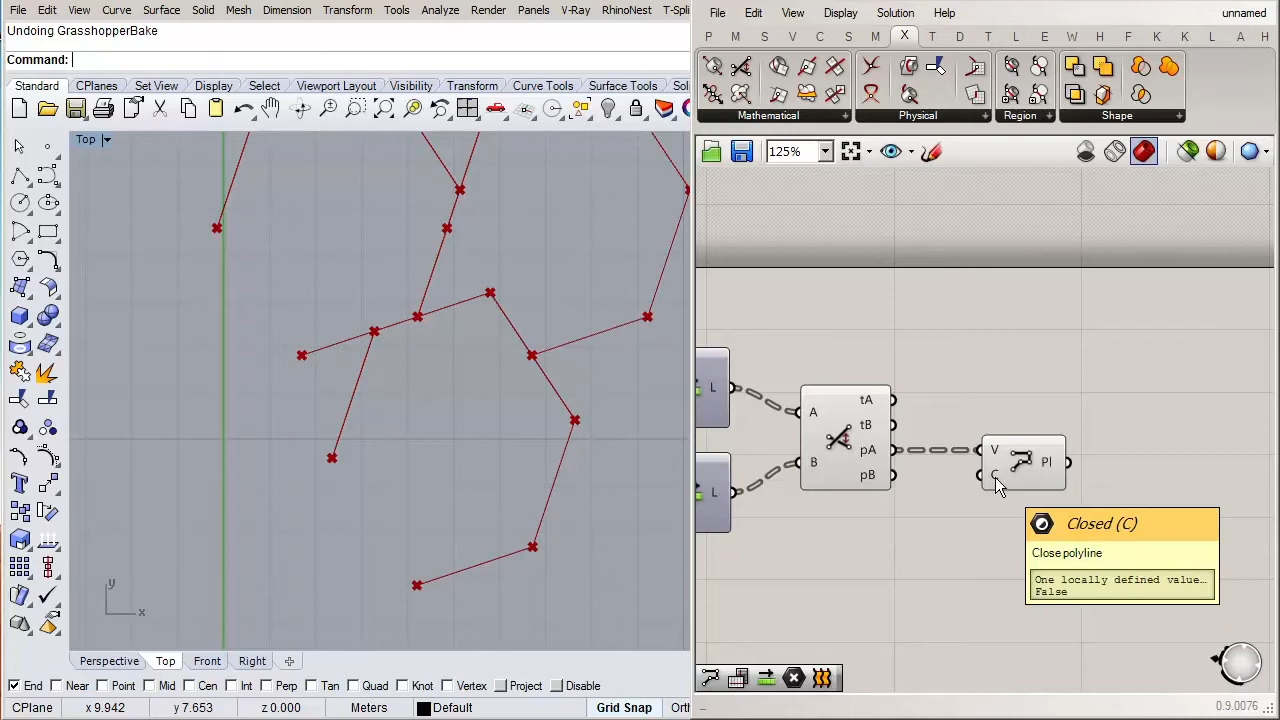 File Edit View Curve Surface Solid Mesh Dimension Transform Tools Analyze Render Panels V-Ray RhinoNest T-Spli
Undoing GrasshopperBake
Command:
Standard CPlanes Set View Display Select Viewport Layout Visibility Transform Curve Tools Surface Tools Sol
Top
y
x
Perspective Top Front Right
End Near Point Mid Cen Int Perp Tan Quad Knot Vertex Project Disable
CPlane x 9.942 y 7.653 z 0.000 Meters Default Grid Snap Ort
File Edit View Display Solution Help unnamed
P M S V C S M X T D T L E W H F K K L A H
Mathematical Physical Region Shape
125%
L
L
A
B
tA
tB
pA
pB
V
C
Pl
Closed (C)
Close polyline
One locally defined value…
False
0.9.0076